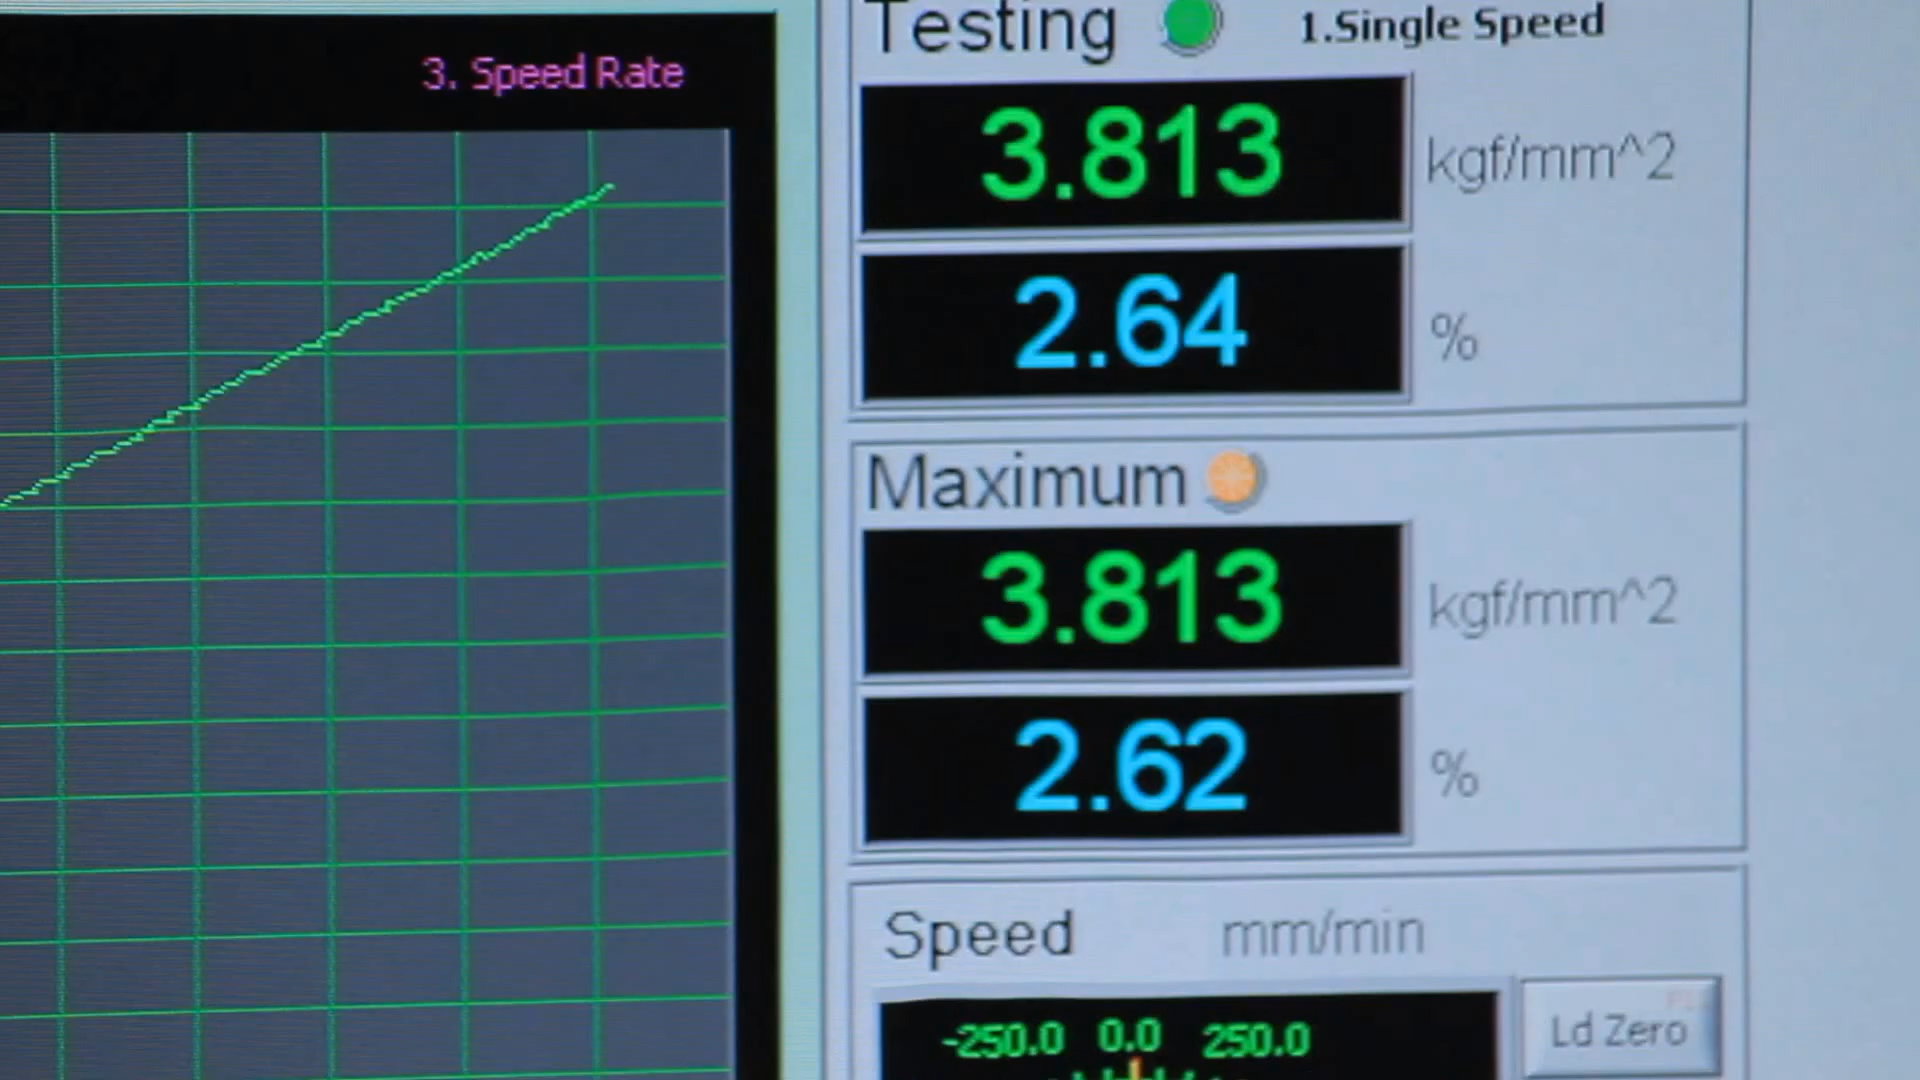 3. Speed Rate
Testing
1.Single Speed
3.813 kgf/mm^2
2.64 %
Maximum
3.813 kgf/mm^2
2.62 %
Speed mm/min
-250.0 0.0 250.0
Ld Zero